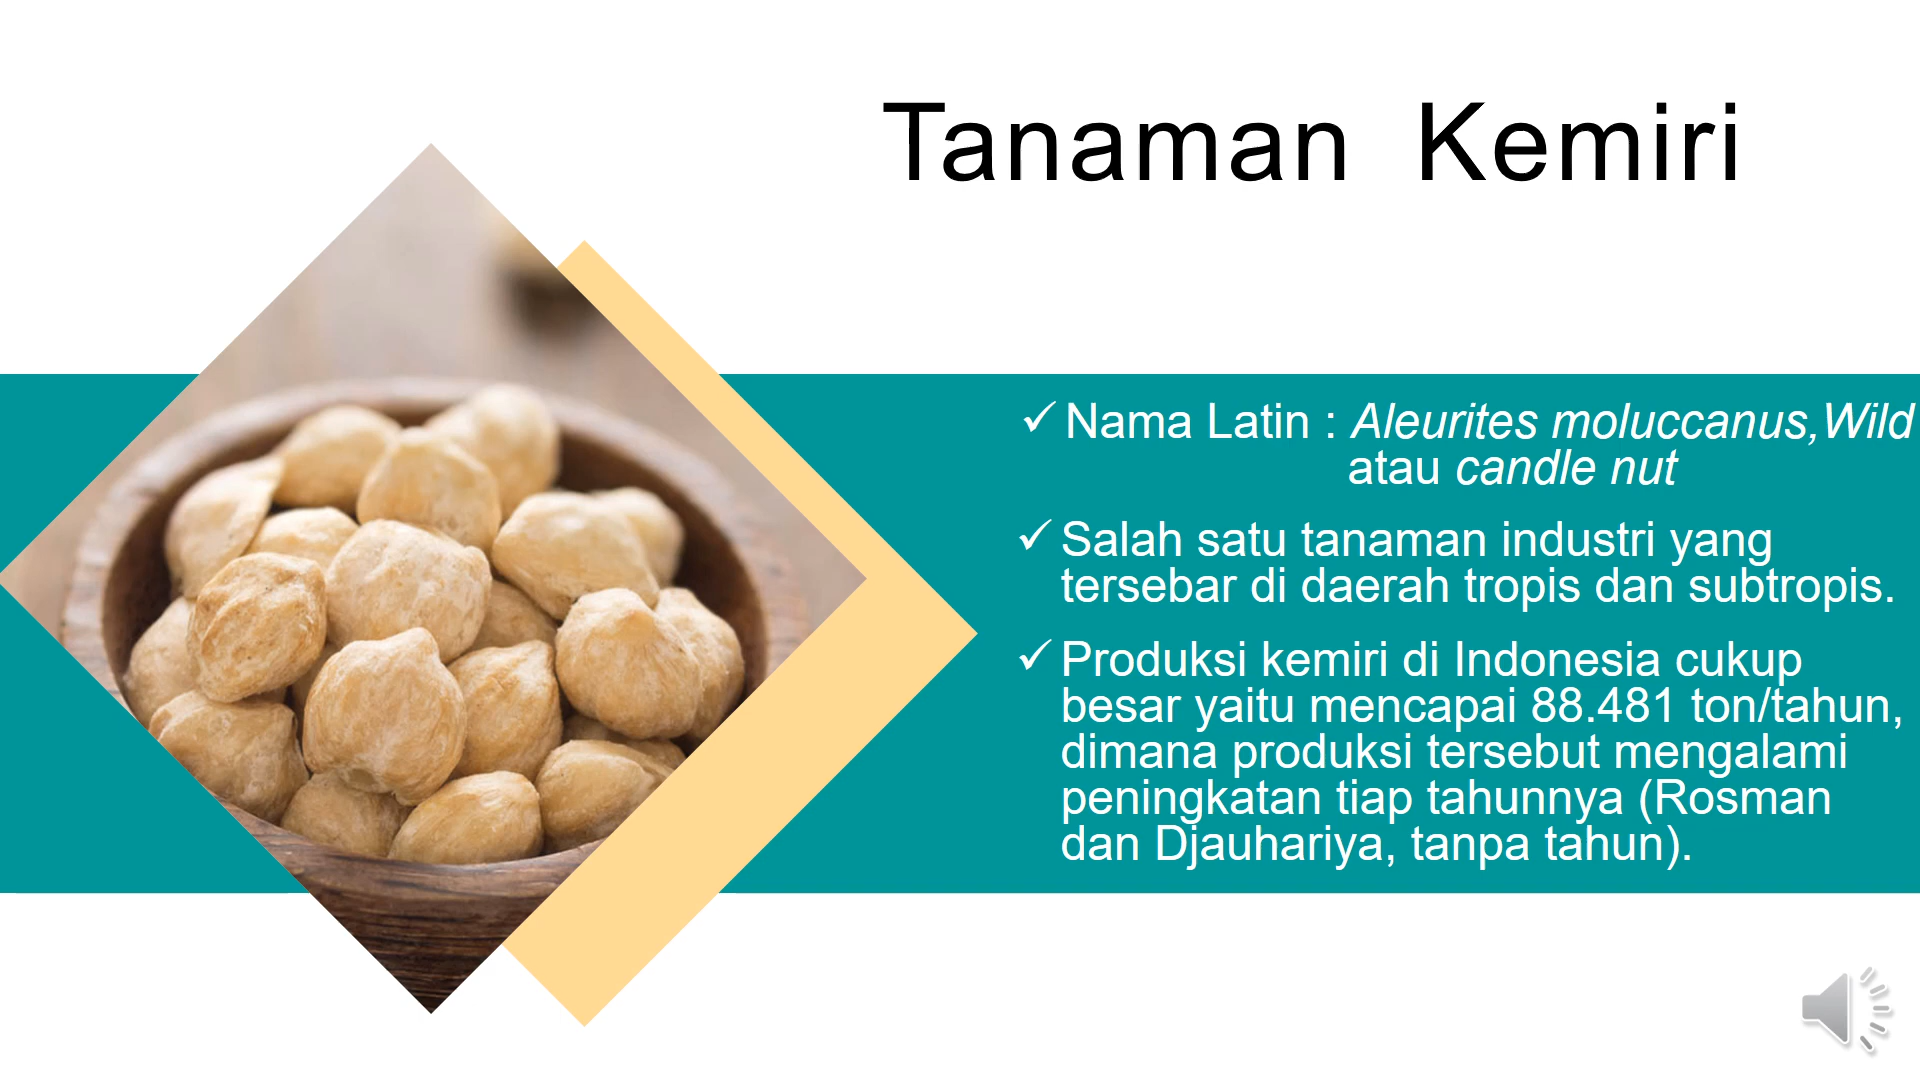 Tanaman Kemiri
✓ Nama Latin : Aleurites moluccanus,Wild
atau candle nut
✓ Salah satu tanaman industri yang
tersebar di daerah tropis dan subtropis.
✓ Produksi kemiri di Indonesia cukup
besar yaitu mencapai 88.481 ton/tahun,
dimana produksi tersebut mengalami
peningkatan tiap tahunnya (Rosman
dan Djauhariya, tanpa tahun).